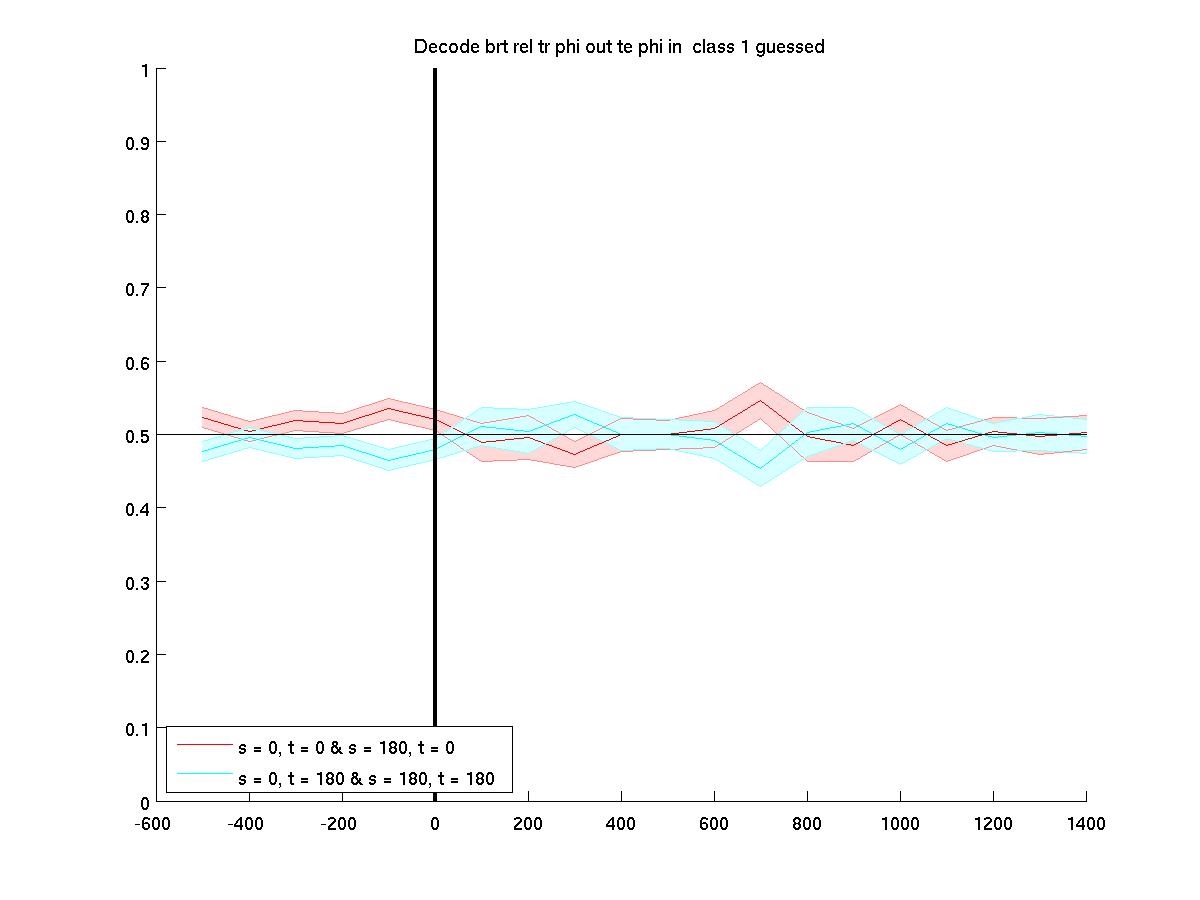 Decode brt rel tr phi out te phi in  class 1 guessed
1
0.9
0.8
0.7
0.6
0.5
0.4
0.3
0.2
0.1
0
s = 0, t = 0 & s = 180, t = 0
s = 0, t = 180 & s = 180, t = 180
-600 -400 -200 0 200 400 600 800 1000 1200 1400